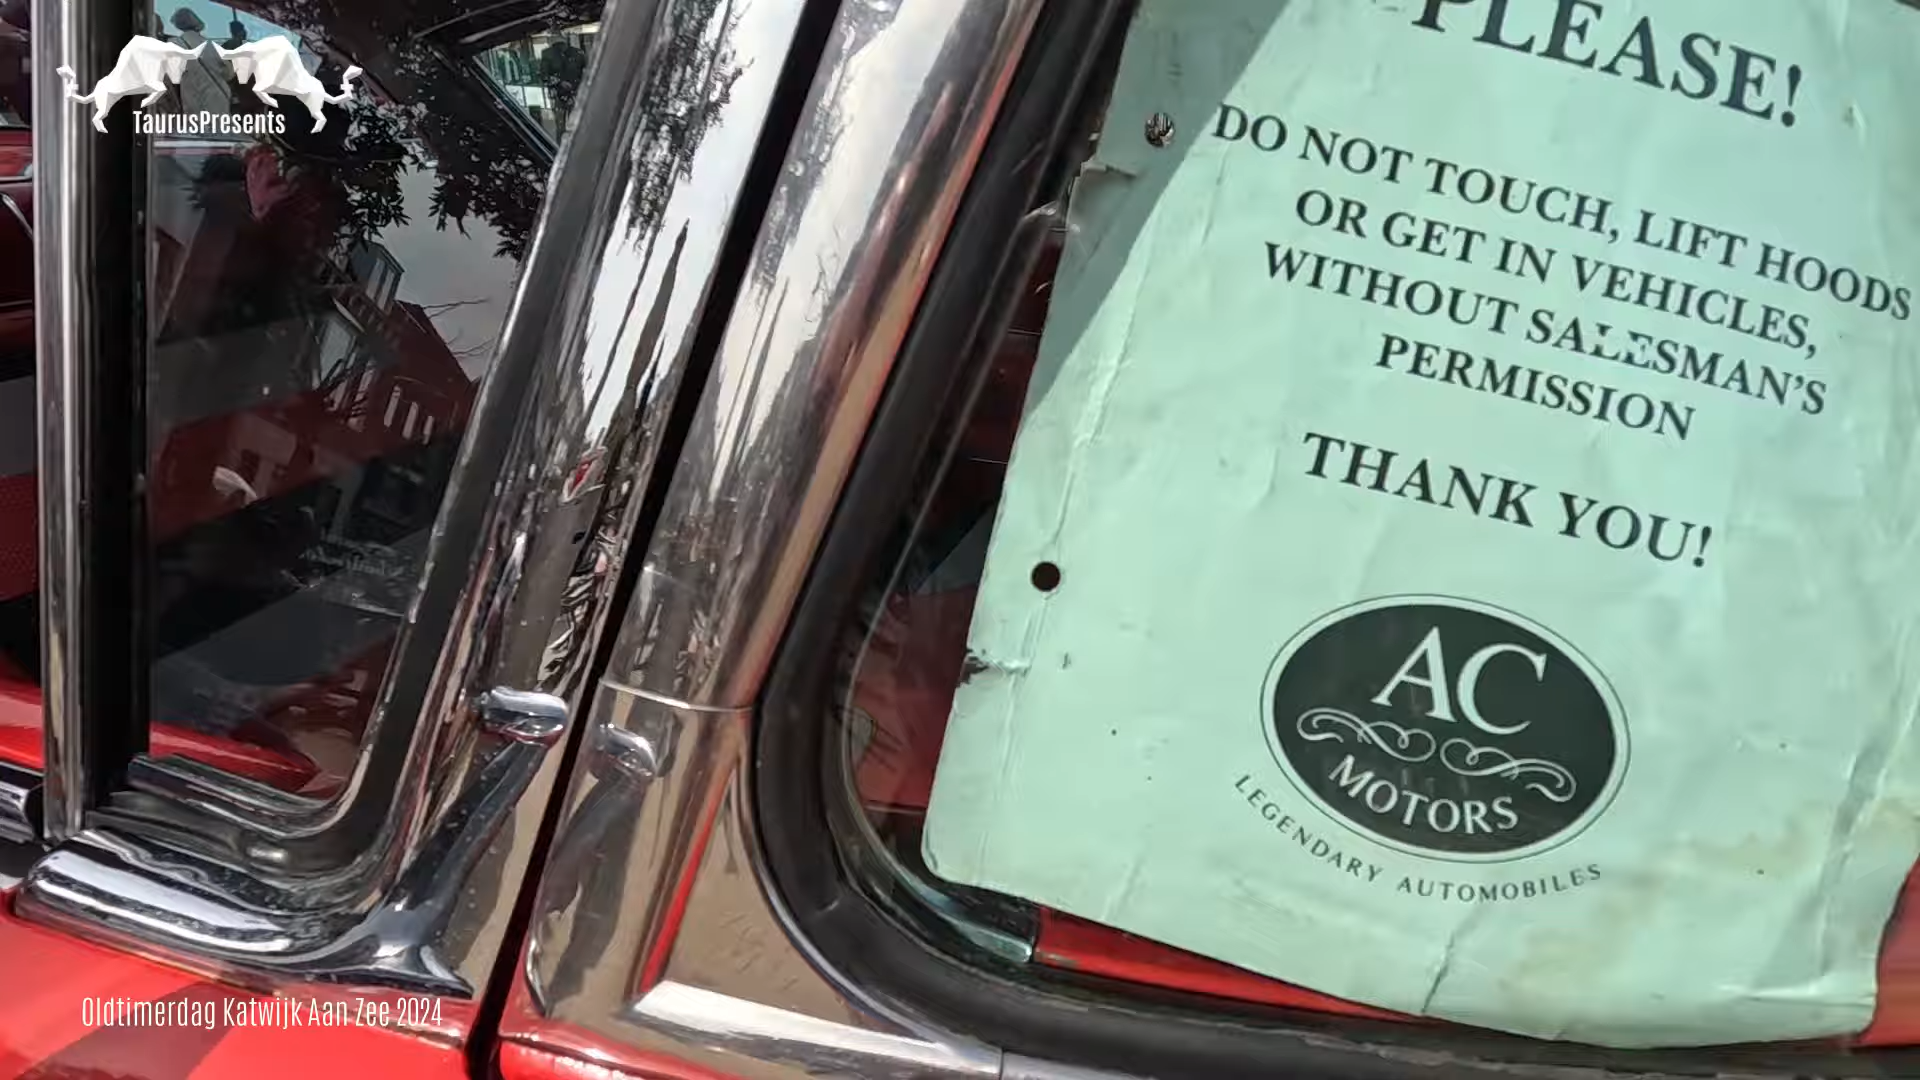 TaurusPresents
PLEASE!
DO NOT TOUCH, LIFT HOODS
OR GET IN VEHICLES,
WITHOUT SALESMAN'S
PERMISSION
THANK YOU!
AC
MOTORS
LEGENDARY AUTOMOBILES
Oldtimerdag Katwijk Aan Zee 2024